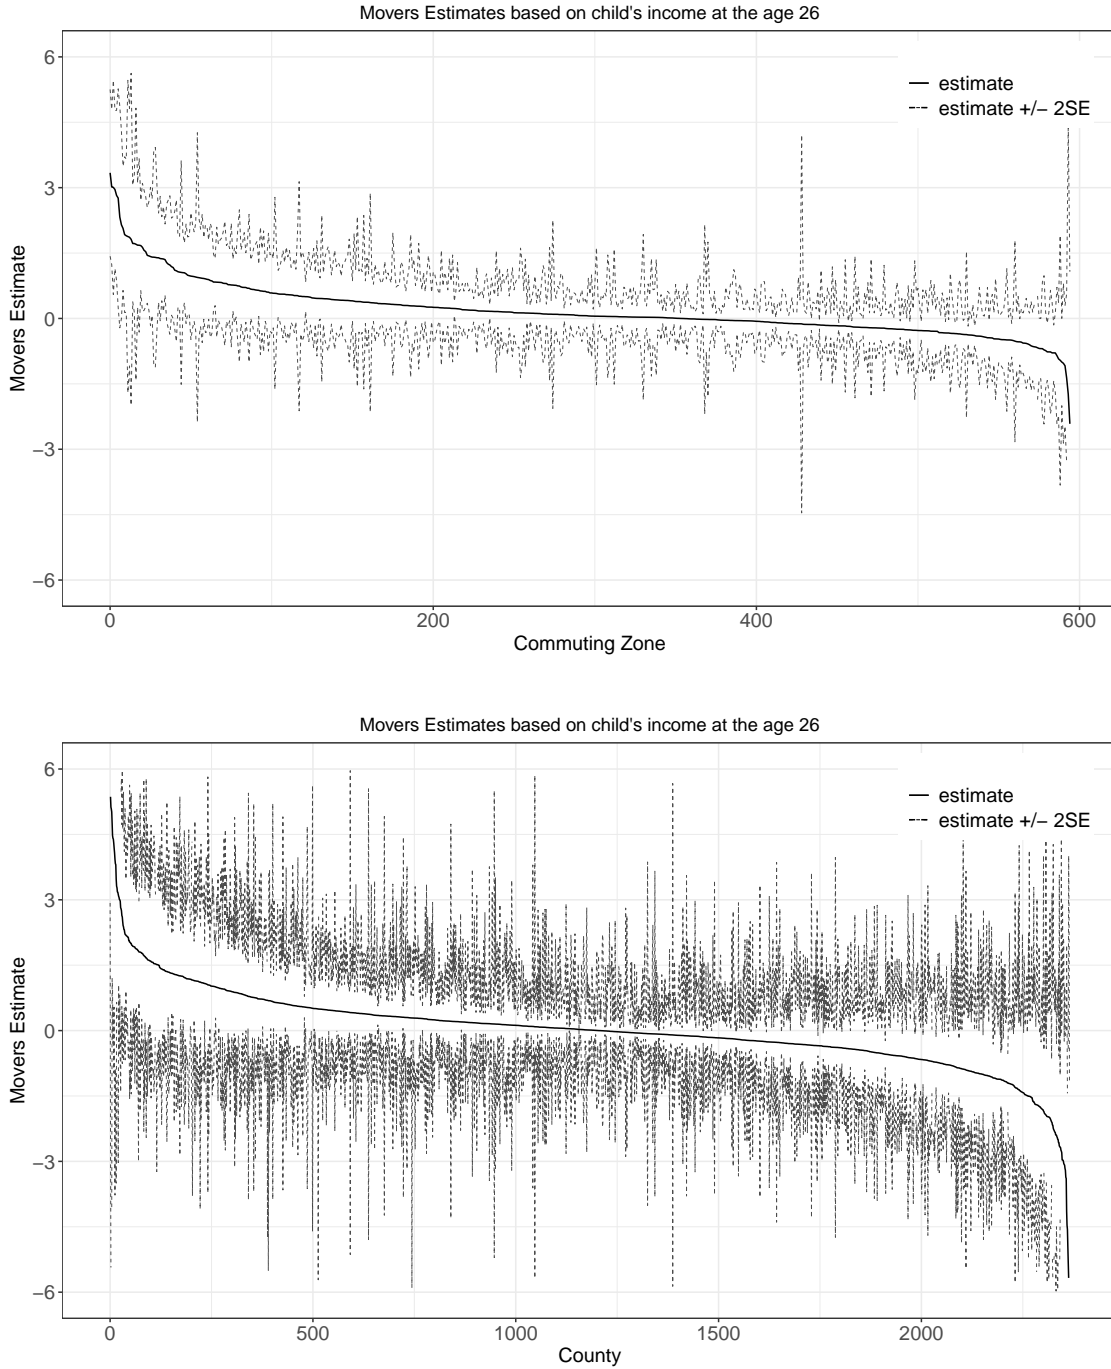 Movers Estimates based on child's income at the age 26
6
3
0
−3
−6
Movers Estimate
estimate
estimate +/− 2SE
0
200
400
600
Commuting Zone
Movers Estimates based on child's income at the age 26
6
3
0
−3
−6
Movers Estimate
estimate
estimate +/− 2SE
0
500
1000
1500
2000
County